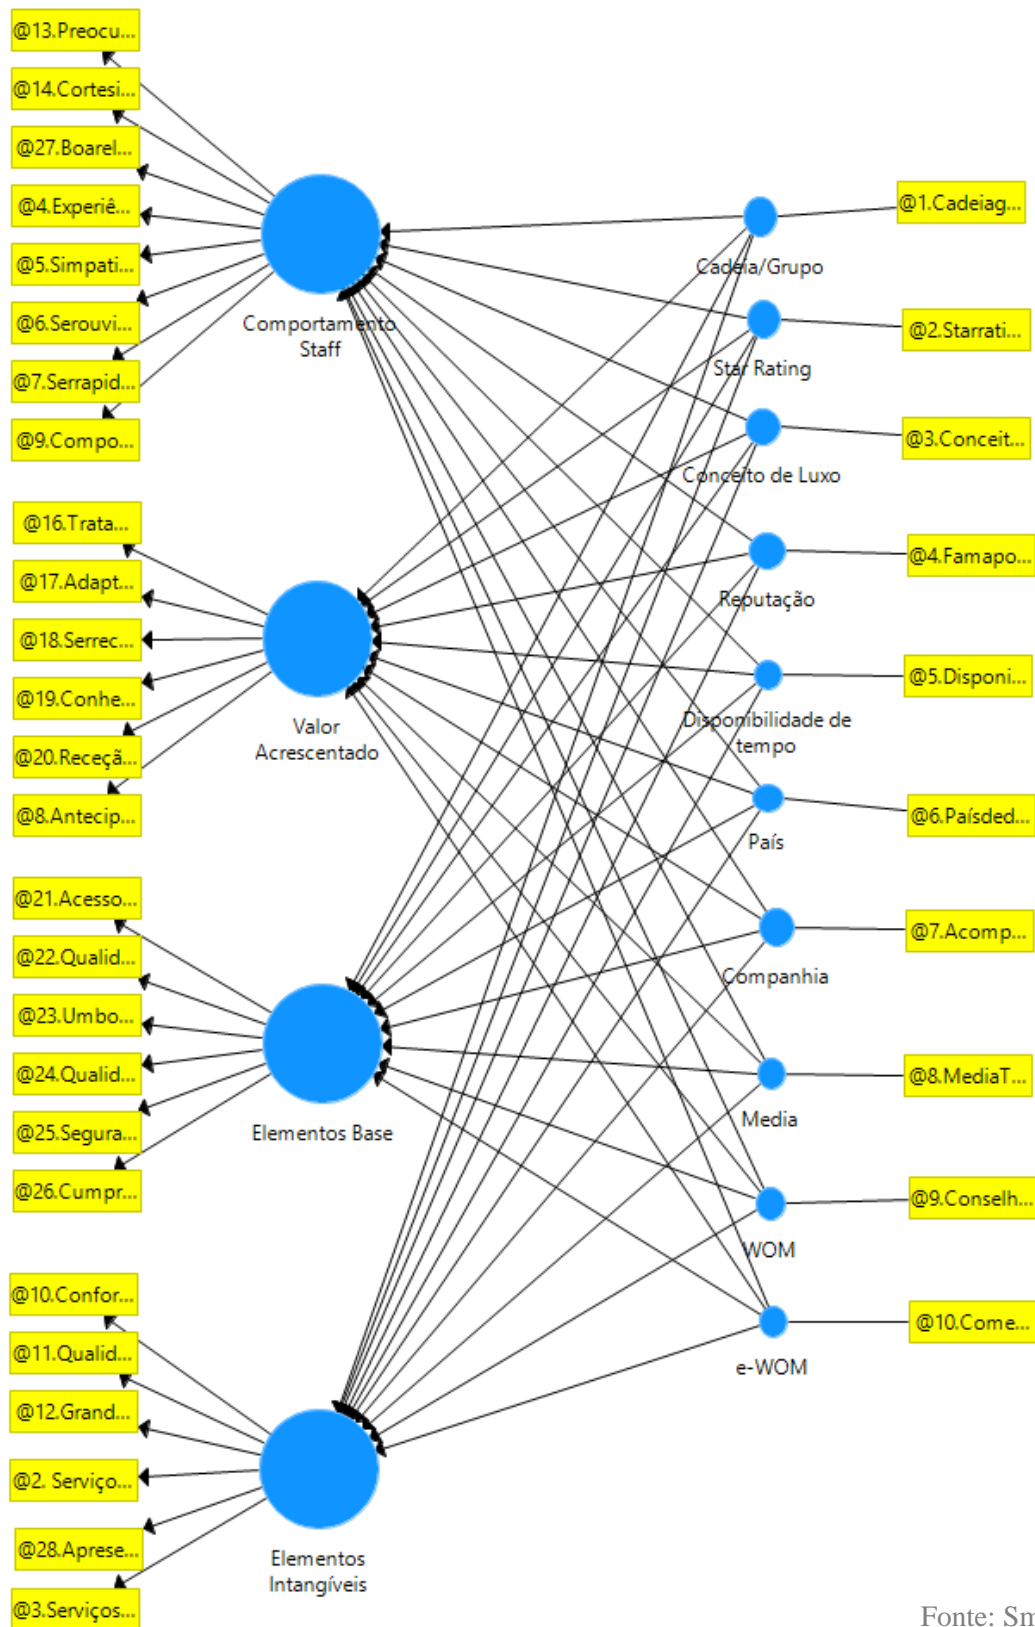 @13.Preocu...
@14.Cortesi...
@27.Boarel...
@4.Experiê...
@5.Simpati...
@6.Serouvi...
@7.Serrapid...
@9.Compo...
Comportamento
Staff
@16.Trata...
@17.Adapt...
@18.Serrec...
@19.Conhe...
@20.Receçã...
@8.Antecip...
Valor
Acrescentado
@21.Acesso...
@22.Qualid...
@23.Umbo...
@24.Qualid...
@25.Segura...
@26.Cumpr...
Elementos Base
@10.Confor...
@11.Qualid...
@12.Grand...
@2. Serviço...
@28.Aprese...
@3.Serviços...
Elementos
Intangíveis
Cadeia/Grupo
@1.Cadeiag...
Star Rating
@2.Starrati...
Conceito de Luxo
@3.Conceit...
Reputação
@4.Famapo...
Disponibilidade de
tempo
@5.Disponi...
País
@6.Paísded...
Companhia
@7.Acomp...
Media
@8.MediaT...
WOM
@9.Conselh...
e-WOM
@10.Come...
Fonte: Sm